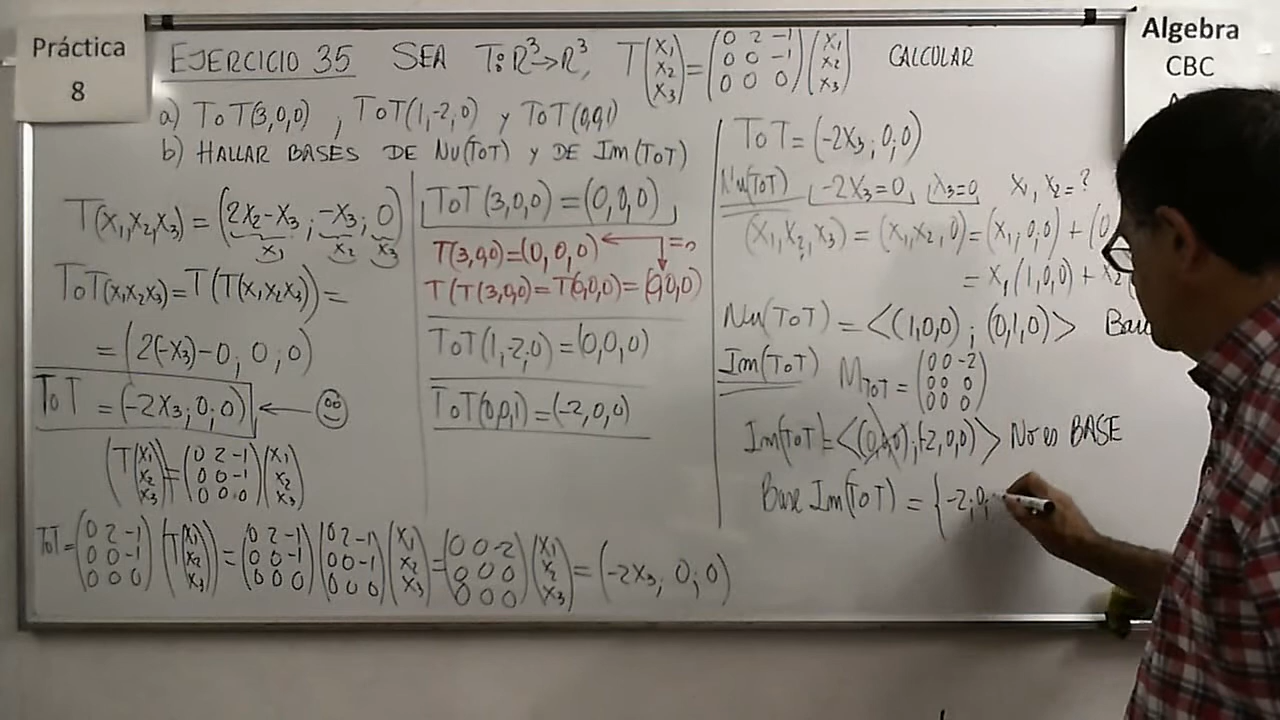 Práctica
8
EJERCICIO 35 SEA T: R³→R³, T(x₁ x₂ x₃) = (0 2 -1 / 0 0 -1 / 0 0 0) (x₁ x₂ x₃) CALCULAR
a) ToT(3,0,0) , ToT(1,-2,0) y ToT(0,0,1)
b) HALLAR BASES DE Nu(ToT) y DE Im(ToT)
T(x₁,x₂,x₃) = (2x₂-x₃ ; -x₃ ; 0)
x₁ x₂ x₃
ToT(x₁x₂x₃) = T(T(x₁x₂x₃)) =
= (2(-x₃)-0 ; 0 ; 0)
ToT = (-2x₃ ; 0 ; 0) ←
(T(x₁ x₂ x₃) = (0 2 -1 / 0 0 -1 / 0 0 0) (x₁ x₂ x₃)
ToT = (0 2 -1 / 0 0 -1 / 0 0 0) (T(x₁ x₂ x₃)) = (0 2 -1 / 0 0 -1 / 0 0 0) (0 2 -1 / 0 0 -1 / 0 0 0) (x₁ x₂ x₃) = (0 0 -2 / 0 0 0 / 0 0 0) (x₁ x₂ x₃) = (-2x₃ ; 0 ; 0)
ToT(3,0,0) = (0,0,0)
T(3,0,0) = (0,0,0)
T(T(3,0,0) = T(0,0,0) = (0,0,0)
ToT(1,-2,0) = (0,0,0)
ToT(0,0,1) = (-2,0,0)
ToT = (-2x₃ ; 0 ; 0)
Nu(ToT) -2x₃=0 x₃=0 x₁, x₂ = ?
(x₁,x₂,x₃) = (x₁,x₂,0) = (x₁;0;0) + (0
= x₁(1,0,0) + x₂
Nu(ToT) = <(1,0,0) ; (0,1,0)>
Im(ToT) M ToT = (0 0 -2 / 0 0 0 / 0 0 0)
Im(ToT) = <(0,0,0) ; (-2,0,0)> No es BASE
Base Im(ToT) = {-2;0;
Algebra
CBC